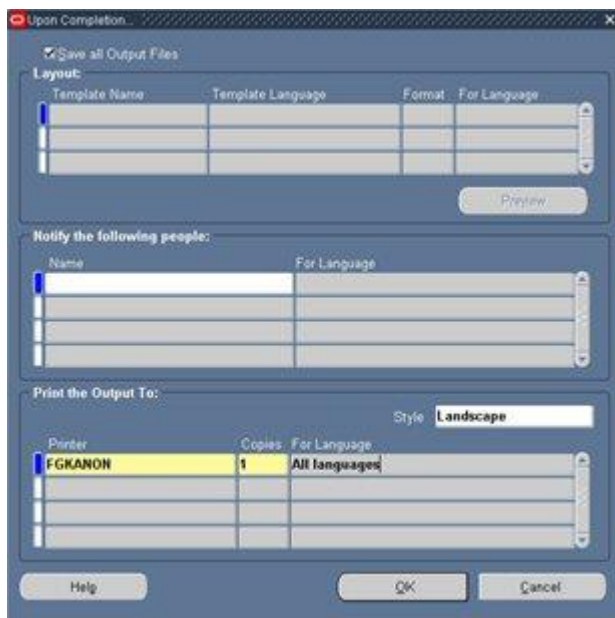 Upon Completion...
Save all Output Files
Layout:
Template Name Template Language Format For Language
Preview
Notify the following people:
Name For Language
Print the Output To:
Style Landscape
Printer Copies For Language
FGKANON 1 All languages
Help OK Cancel